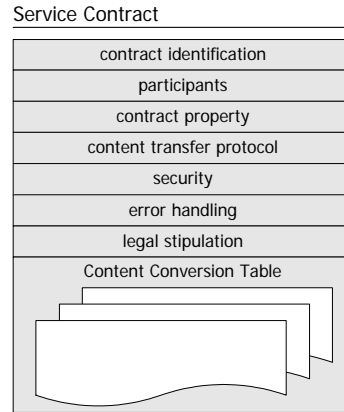 Service Contract
contract identification
participants
contract property
content transfer protocol
security
error handling
legal stipulation
Content Conversion Table